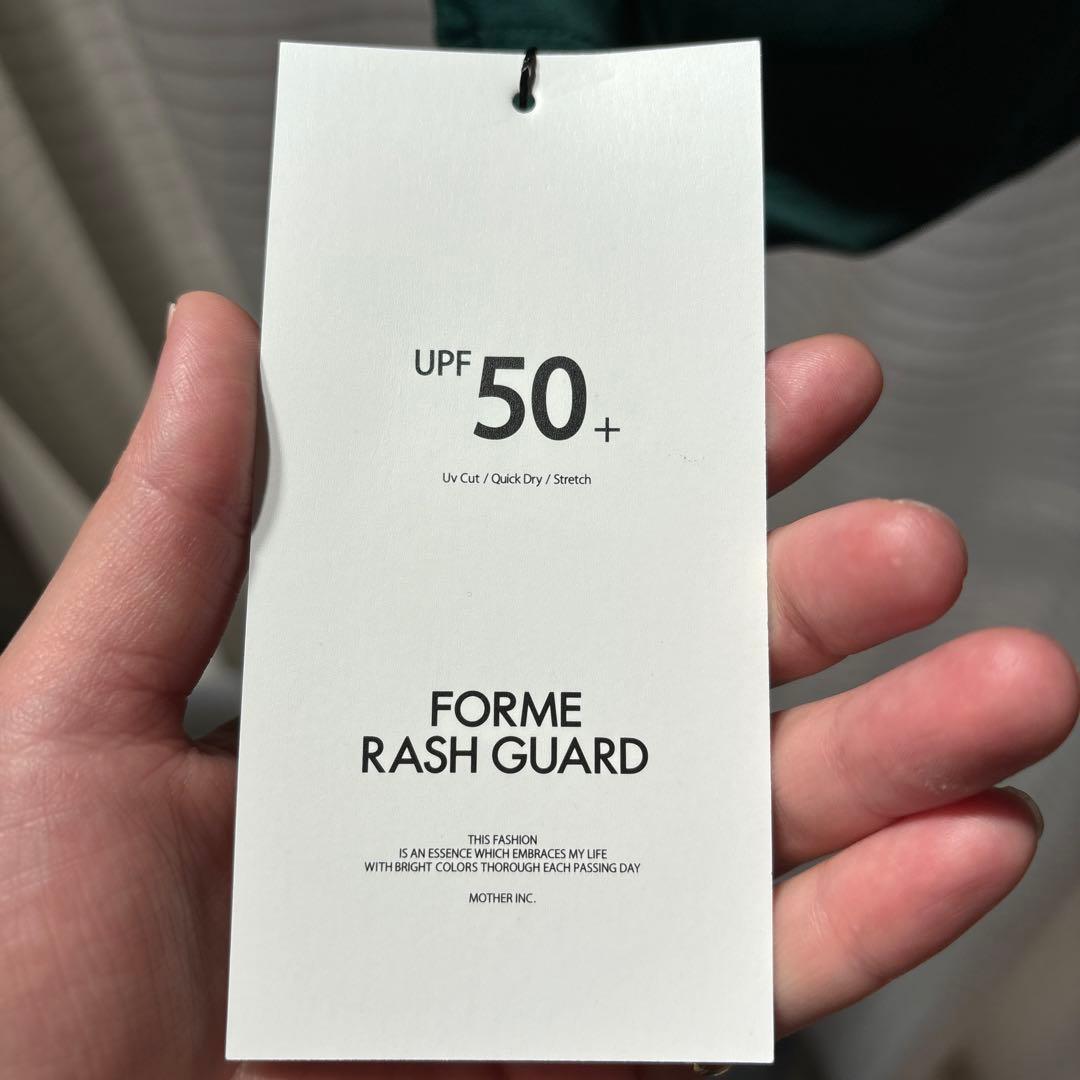 UPF 50+
Uv Cut / Quick Dry / Stretch
FORME
RASH GUARD
THIS FASHION
IS AN ESSENCE WHICH EMBRACES MY LIFE
WITH BRIGHT COLORS THOROUGH EACH PASSING DAY
MOTHER INC.